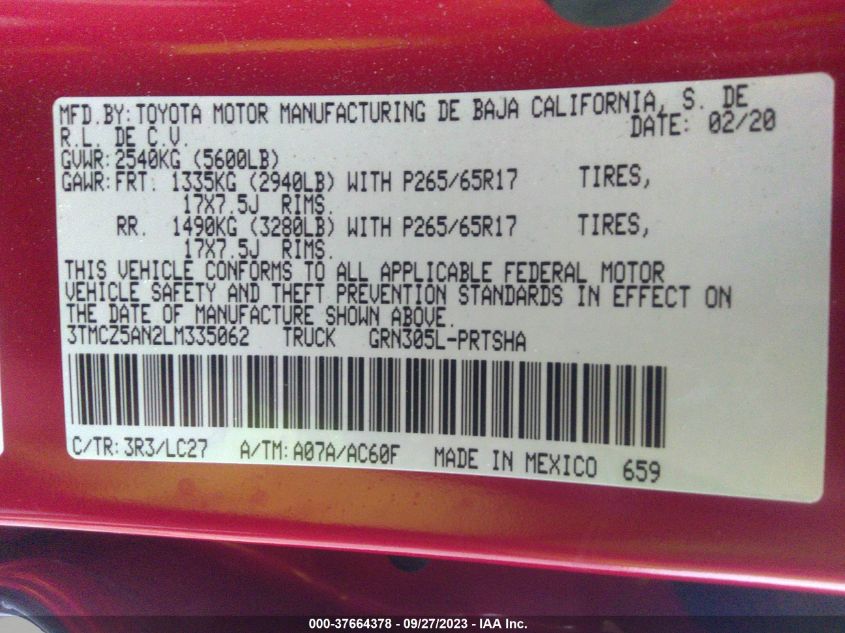 MFD.BY: TOYOTA MOTOR MANUFACTURING DE BAJA CALIFORNIA, S. DE
R.L. DE C.V. DATE: 02/20
GVWR: 2540KG (5600LB)
GAWR: FRT. 1335KG (2940LB) WITH P265/65R17 TIRES,
17X7.5J RIMS.
RR. 1490KG (3280LB) WITH P265/65R17 TIRES,
17X7.5J RIMS.
THIS VEHICLE CONFORMS TO ALL APPLICABLE FEDERAL MOTOR
VEHICLE SAFETY AND THEFT PREVENTION STANDARDS IN EFFECT ON
THE DATE OF MANUFACTURE SHOWN ABOVE.
3TMCZ5AN2LM335062 TRUCK GRN305L-PRTSHA
C/TR: 3R3/LC27 A/TM: A07A/AC60F MADE IN MEXICO 659
000-37664378 - 09/27/2023 - IAA Inc.